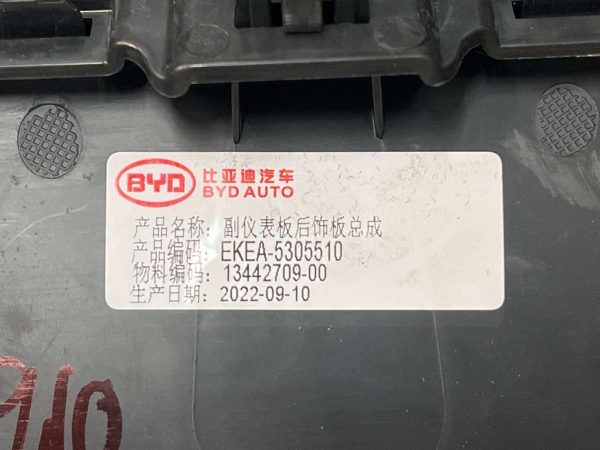 BYD 比亚迪汽车
BYD AUTO
产品名称: 副仪表板后饰板总成
产品编码: EKEA-5305510
物料编码: 13442709-00
生产日期: 2022-09-10